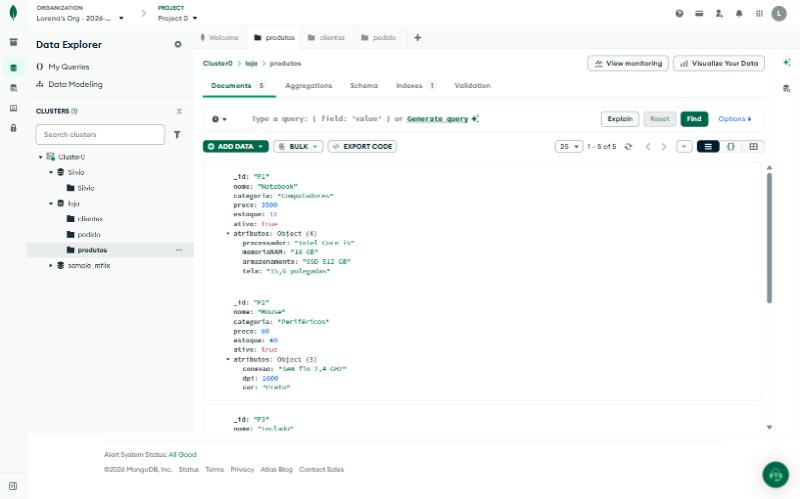 ORGANIZATION
Lorena's Org - 2026-...
PROJECT
Project 0
L
Data Explorer
My Queries
Data Modeling
CLUSTERS (1)
Search clusters
Cluster0
Silvio
Silvio
loja
clientes
pedido
produtos
sample_mflix
Welcome
produtos
clientes
pedido
Cluster0 > loja > produtos
View monitoring
Visualize Your Data
Documents 5
Aggregations
Schema
Indexes 1
Validation
Type a query: { field: 'value' } or Generate query
Explain
Reset
Find
Options
ADD DATA
BULK
EXPORT CODE
25
1 - 5 of 5
_id: "P1"
nome: "Notebook"
categoria: "Computadores"
preco: 3500
estoque: 12
ativo: true
atributos: Object (4)
processador: "Intel Core i5"
memoriaRAM: "16 GB"
armazenamento: "SSD 512 GB"
tela: "15,6 polegadas"
_id: "P2"
nome: "Mouse"
categoria: "Periféricos"
preco: 80
estoque: 40
ativo: true
atributos: Object (3)
conexao: "Sem fio 2,4 GHz"
dpi: 1600
cor: "Preto"
_id: "P3"
nome: "Teclado"
Alert System Status: All Good
©2026 MongoDB, Inc. Status Terms Privacy Atlas Blog Contact Sales